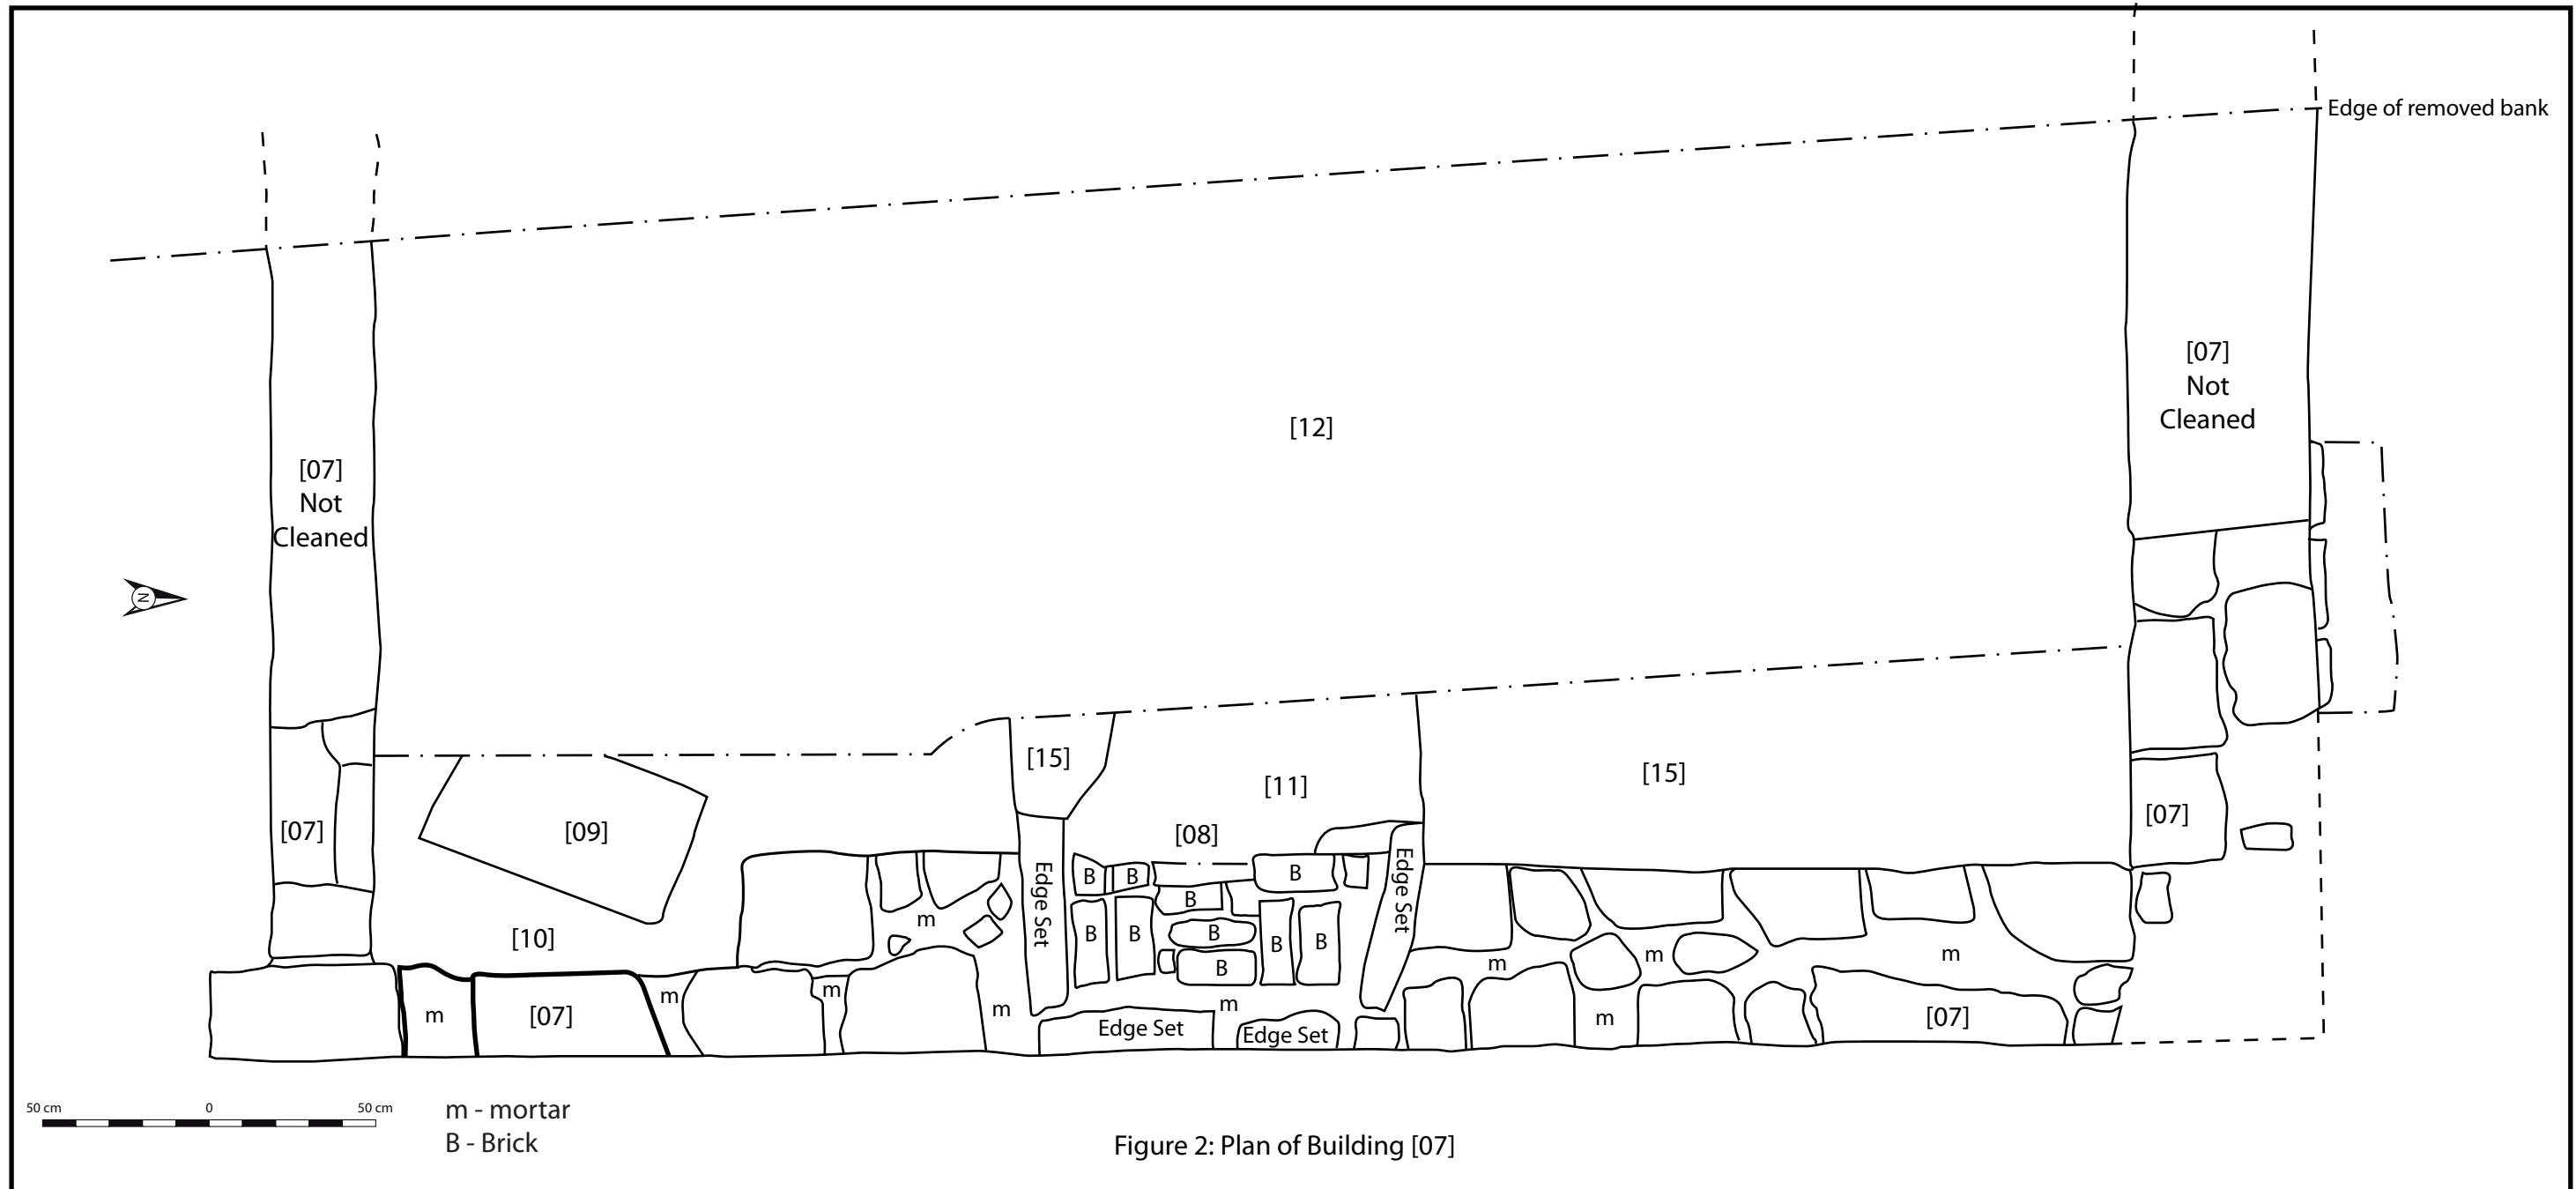 Edge of removed bank
[07]
Not
Cleaned
[12]
[07]
Not
Cleaned
N
[15]
[15]
[11]
[07]
[08]
[07]
[09]
Edge Set
Edge Set
B
B
B
B
m
B
B
B
B
B
[10]
B
m
m
m
m
m
m
m
m
[07]
m
m
[07]
Edge Set
Edge Set
50 cm
0
50 cm
m - mortar
B - Brick
Figure 2: Plan of Building [07]